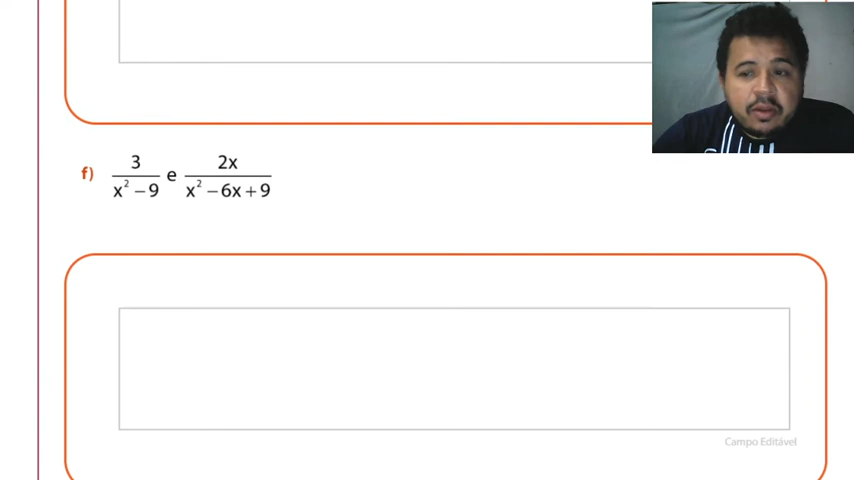 f) 3/(x² − 9) e 2x/(x² − 6x + 9)
Campo Editável